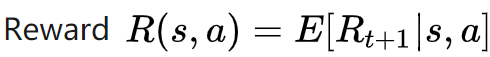 Reward R(s, a) = E[R_{t+1}|s, a]